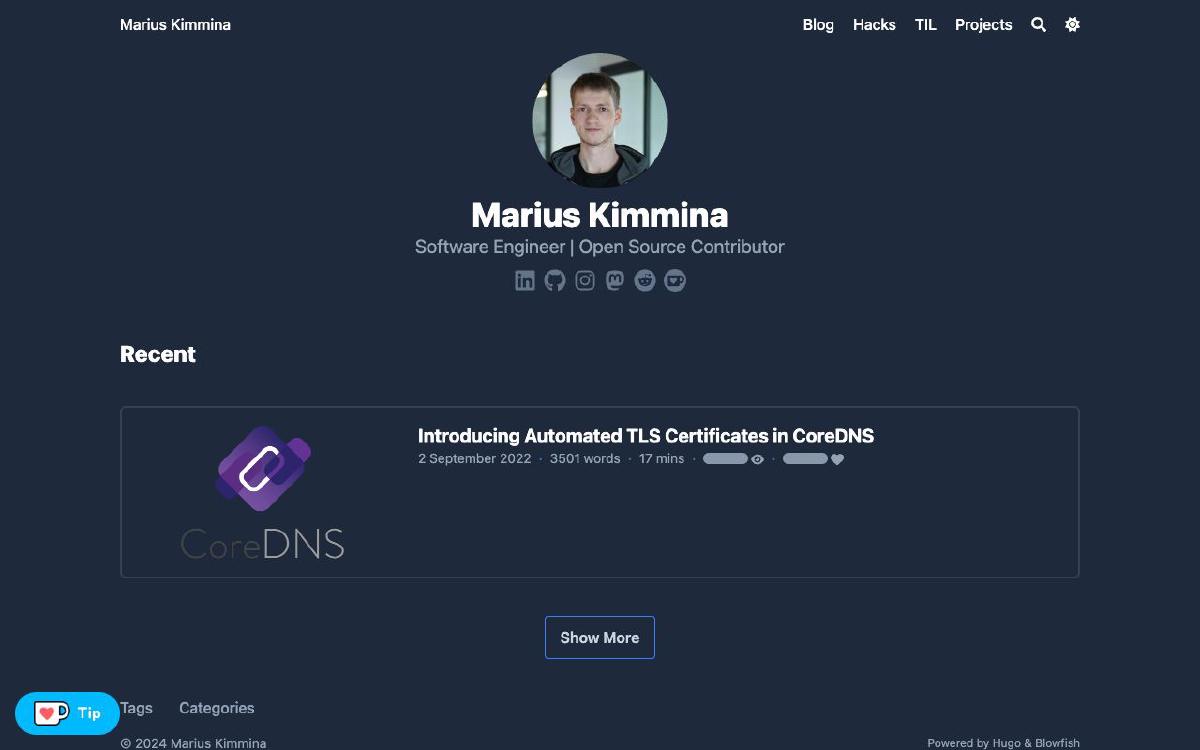 Marius Kimmina
Blog Hacks TIL Projects
Marius Kimmina
Software Engineer | Open Source Contributor
Recent
Introducing Automated TLS Certificates in CoreDNS
2 September 2022 · 3501 words · 17 mins · ·
CoreDNS
Show More
Tip
Tags Categories
© 2024 Marius Kimmina
Powered by Hugo & Blowfish